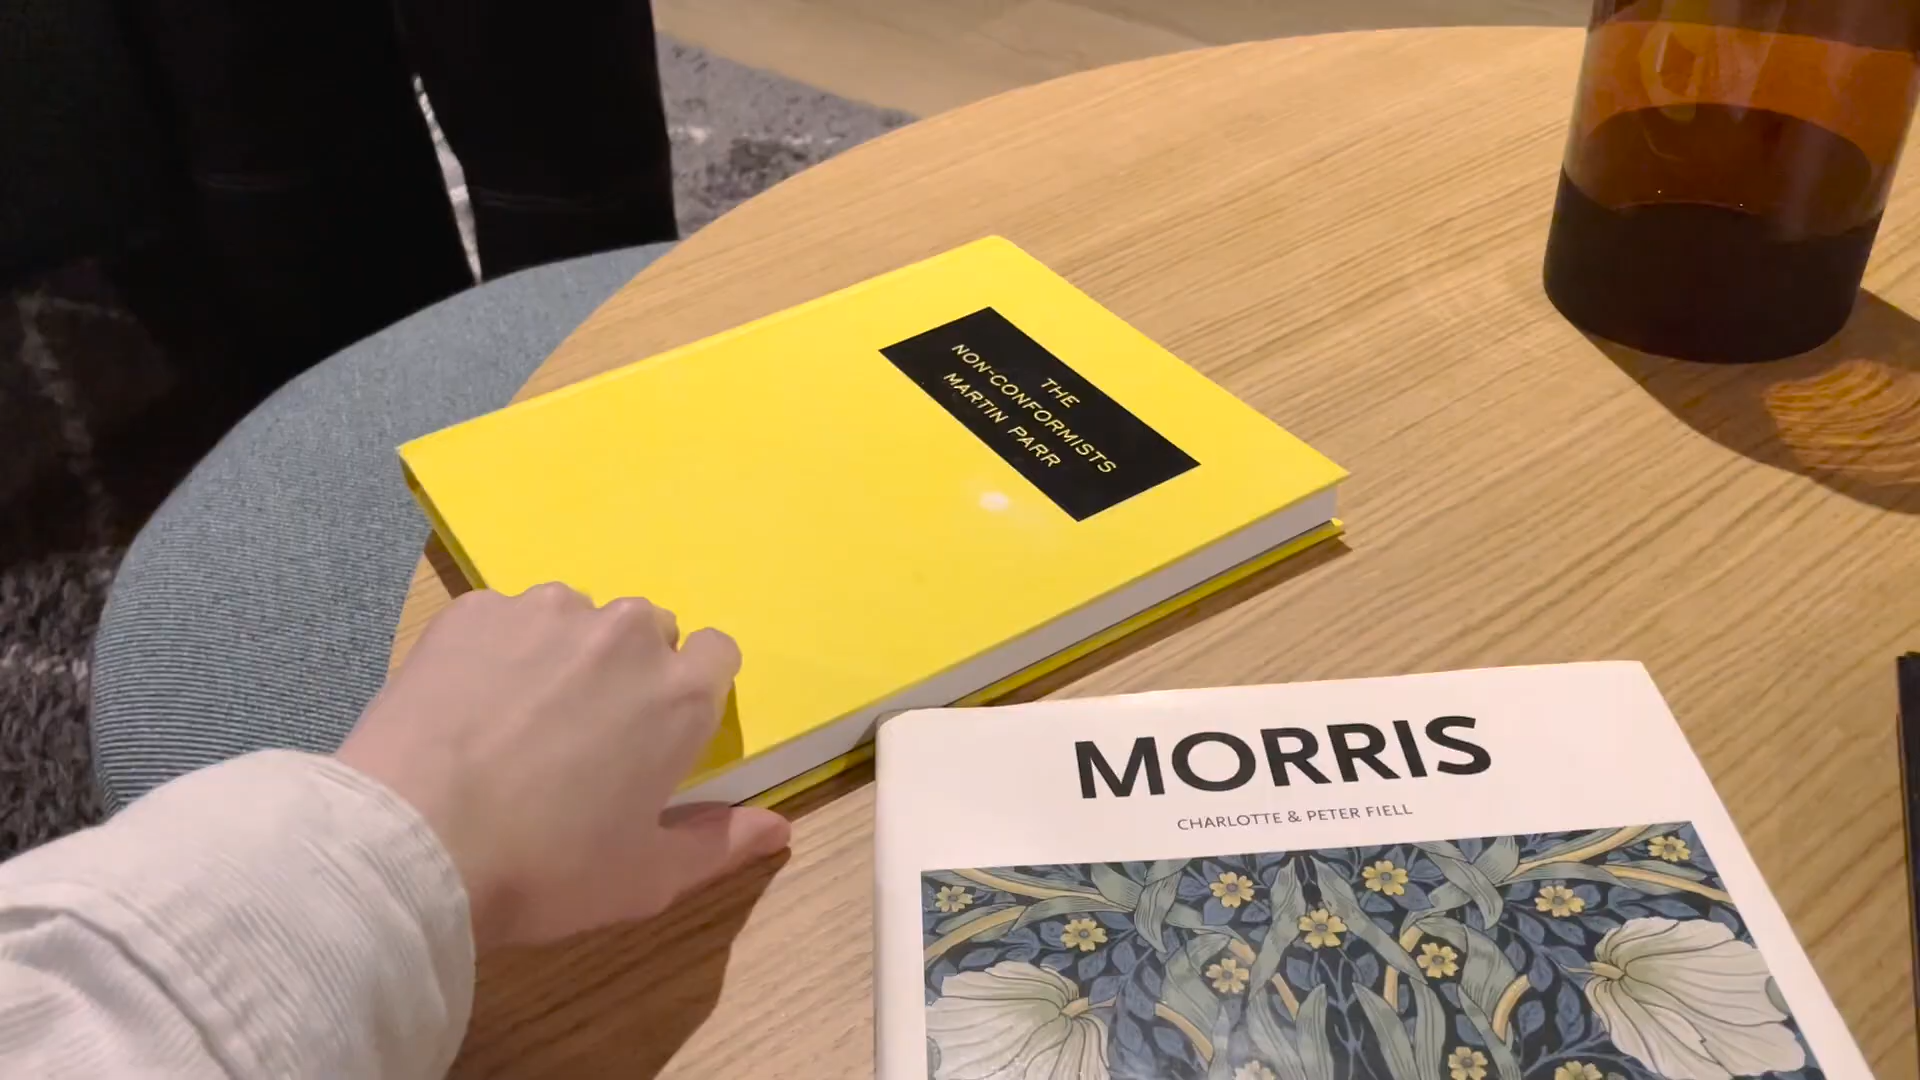 THE
NON-CONFORMISTS
MARTIN PARR
MORRIS
CHARLOTTE & PETER FIELL